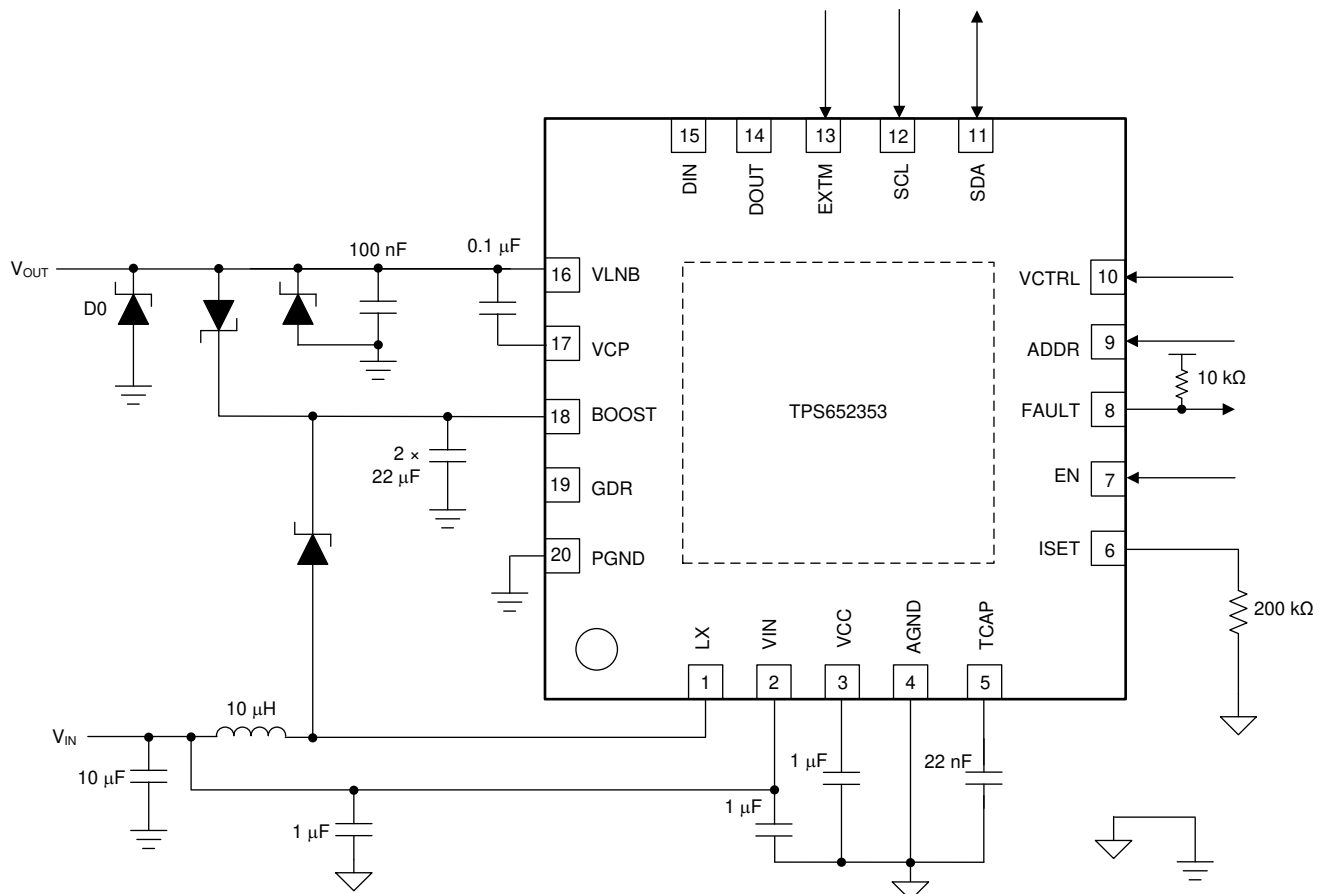 15
14
13
12
11
DIN
DOUT
EXTM
SCL
SDA
VOUT
100 nF
0.1 µF
16
VLNB
VCTRL
10
D0
17
VCP
ADDR
9
10 kΩ
18
BOOST
TPS652353
FAULT
8
2 ×
22 µF
19
GDR
EN
7
20
PGND
ISET
6
200 kΩ
LX
VIN
VCC
AGND
TCAP
1
2
3
4
5
VIN
10 µH
10 µF
1 µF
22 nF
1 µF
1 µF